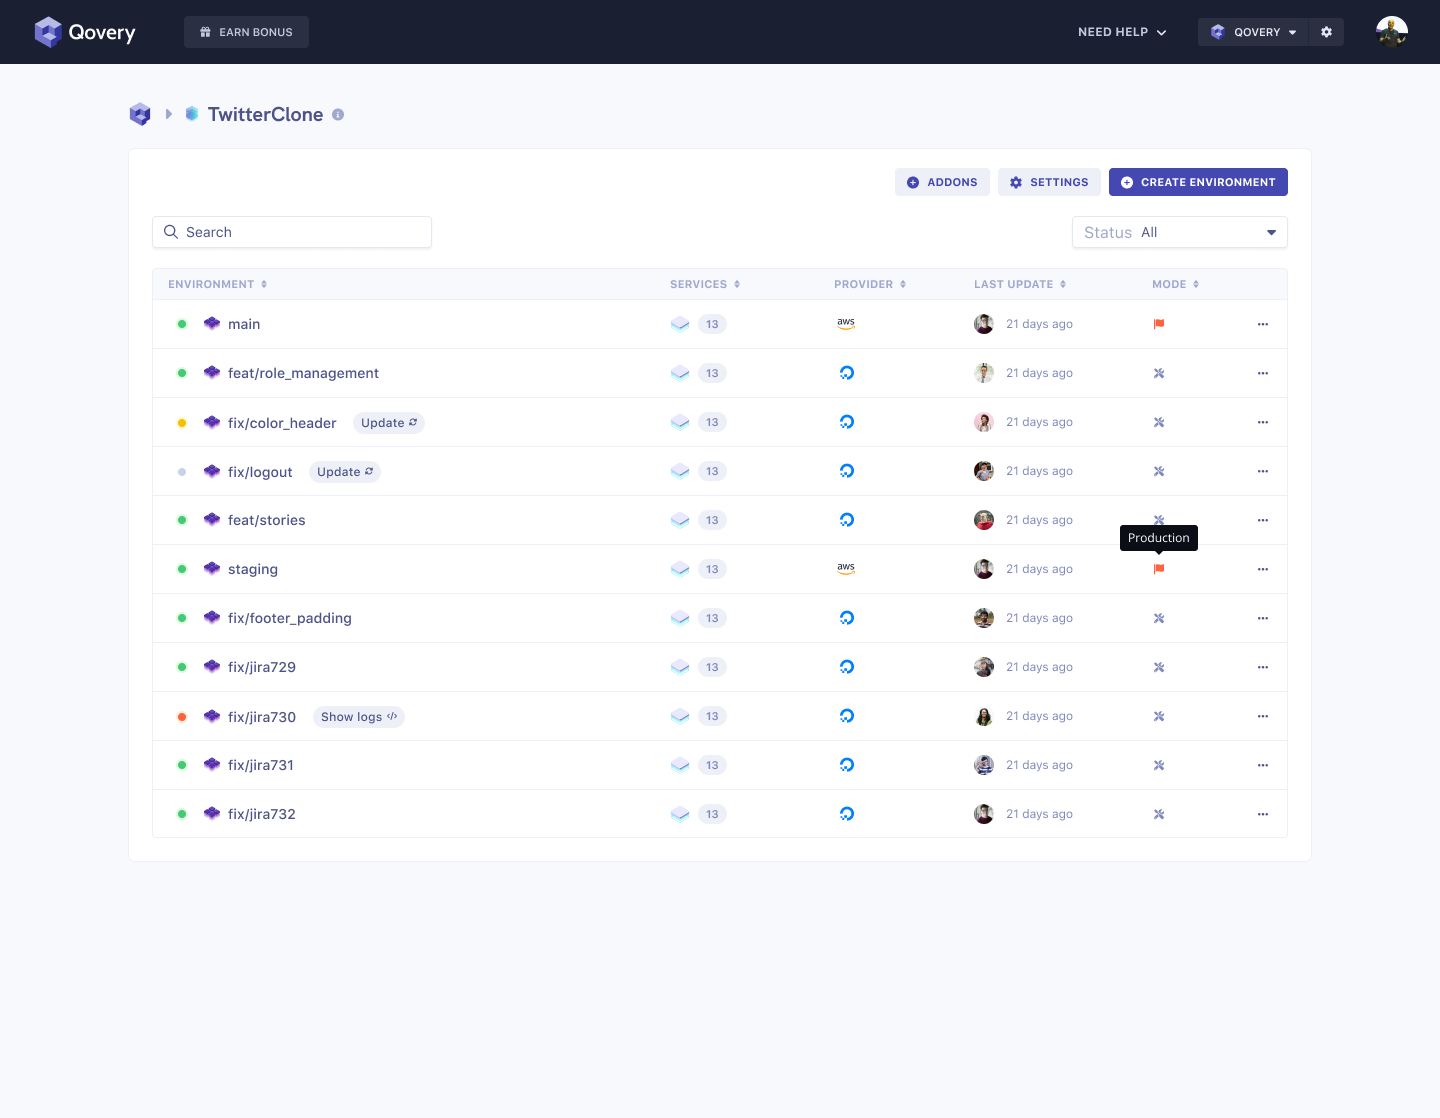 Qovery EARN BONUS NEED HELP QOVERY
TwitterClone
ADDONS SETTINGS CREATE ENVIRONMENT
Search Status All
ENVIRONMENT SERVICES PROVIDER LAST UPDATE MODE
main 13 aws 21 days ago
feat/role_management 13 21 days ago
fix/color_header Update 13 21 days ago
fix/logout Update 13 21 days ago
feat/stories 13 21 days ago
Production
staging 13 aws 21 days ago
fix/footer_padding 13 21 days ago
fix/jira729 13 21 days ago
fix/jira730 Show logs </> 13 21 days ago
fix/jira731 13 21 days ago
fix/jira732 13 21 days ago